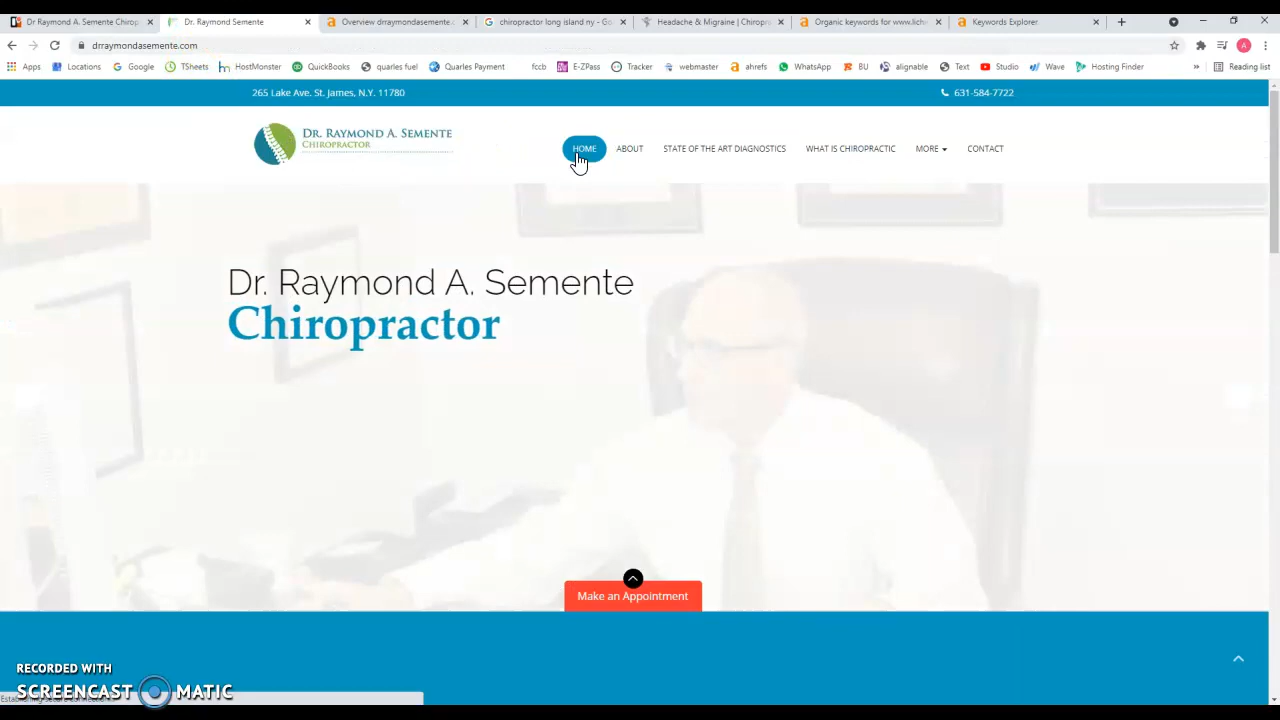 Dr Raymond A. Semente Chirop
Dr. Raymond Semente
Overview drraymondasemente.c
chiropractor long island ny - Go
Headache & Migraine | Chiropra
Organic keywords for www.lich
Keywords Explorer
drraymondasemente.com
Apps
Locations
Google
TSheets
HostMonster
QuickBooks
quarles fuel
Quarles Payment
fccb
E-ZPass
Tracker
webmaster
ahrefs
WhatsApp
BU
alignable
Text
Studio
Wave
Hosting Finder
Reading list
265 Lake Ave. St. James, N.Y. 11780
631-584-7722
DR. RAYMOND A. SEMENTE
CHIROPRACTOR
HOME
ABOUT
STATE OF THE ART DIAGNOSTICS
WHAT IS CHIROPRACTIC
MORE
CONTACT
Dr. Raymond A. Semente
Chiropractor
Make an Appointment
RECORDED WITH
SCREENCAST MATIC